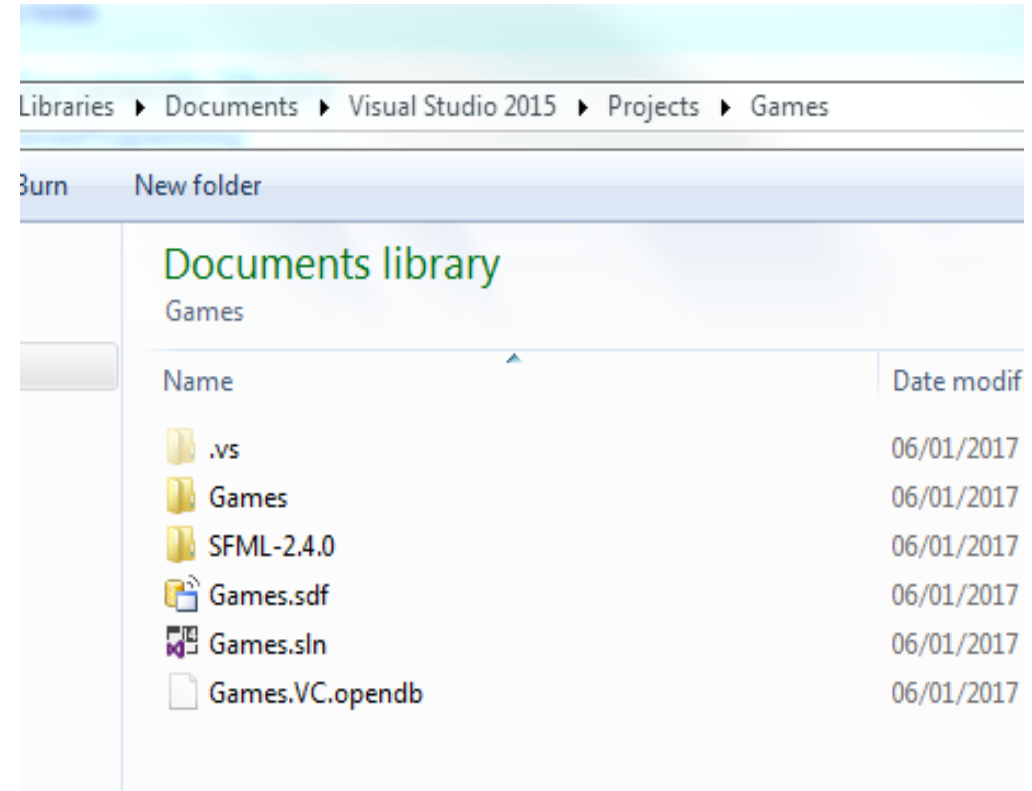 Libraries ▸ Documents ▸ Visual Studio 2015 ▸ Projects ▸ Games
Burn New folder
Documents library
Games
Name Date modif
.vs 06/01/2017
Games 06/01/2017
SFML-2.4.0 06/01/2017
Games.sdf 06/01/2017
Games.sln 06/01/2017
Games.VC.opendb 06/01/2017